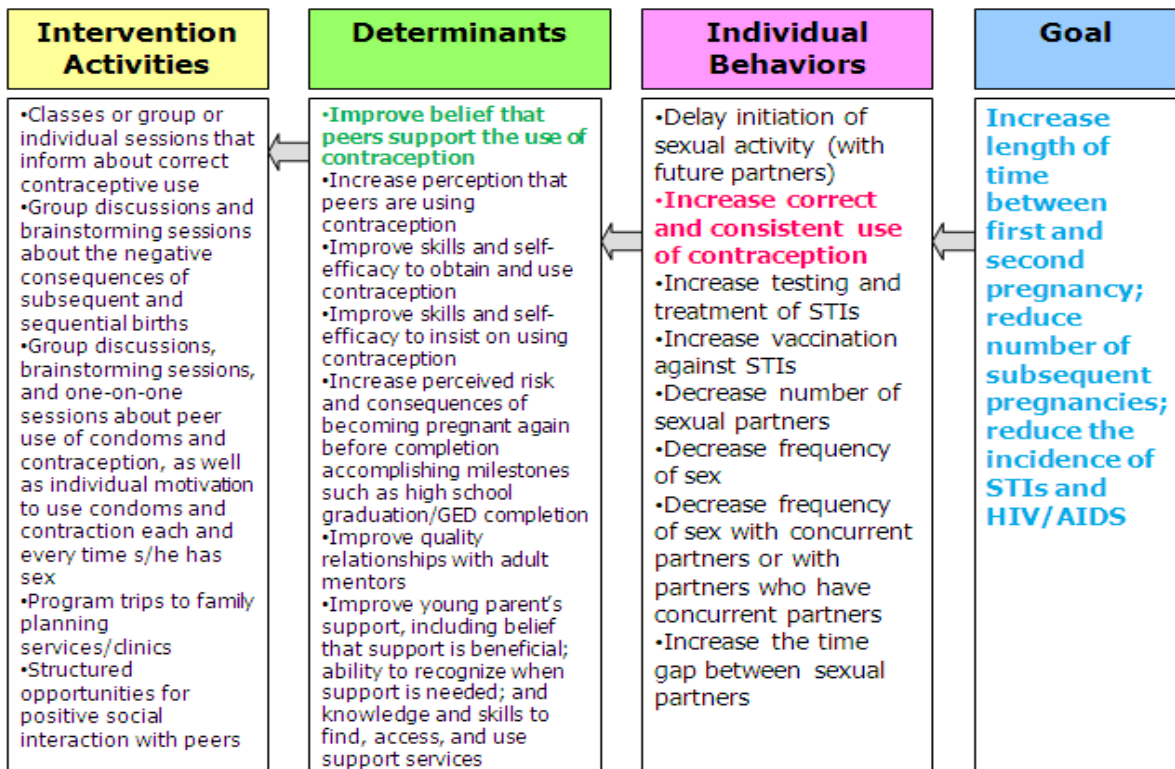 Intervention
Activities
•Classes or group or
individual sessions that
inform about correct
contraceptive use
•Group discussions and
brainstorming sessions
about the negative
consequences of
subsequent and
sequential births
•Group discussions,
brainstorming sessions,
and one-on-one
sessions about peer
use of condoms and
contraception, as well
as individual motivation
to use condoms and
contraction each and
every time s/he has
sex
•Program trips to family
planning
services/clinics
•Structured
opportunities for
positive social
interaction with peers
Determinants
•Improve belief that
peers support the use of
contraception
•Increase perception that
peers are using
contraception
•Improve skills and self-
efficacy to obtain and use
contraception
•Improve skills and self-
efficacy to insist on using
contraception
•Increase perceived risk
and consequences of
becoming pregnant again
before completion
accomplishing milestones
such as high school
graduation/GED completion
•Improve quality
relationships with adult
mentors
•Improve young parent's
support, including belief
that support is beneficial;
ability to recognize when
support is needed; and
knowledge and skills to
find, access, and use
support services
Individual
Behaviors
•Delay initiation of
sexual activity (with
future partners)
•Increase correct
and consistent use
of contraception
•Increase testing and
treatment of STIs
•Increase vaccination
against STIs
•Decrease number of
sexual partners
•Decrease frequency
of sex
•Decrease frequency
of sex with concurrent
partners or with
partners who have
concurrent partners
•Increase the time
gap between sexual
partners
Goal
Increase
length of
time
between
first and
second
pregnancy;
reduce
number of
subsequent
pregnancies;
reduce the
incidence of
STIs and
HIV/AIDS